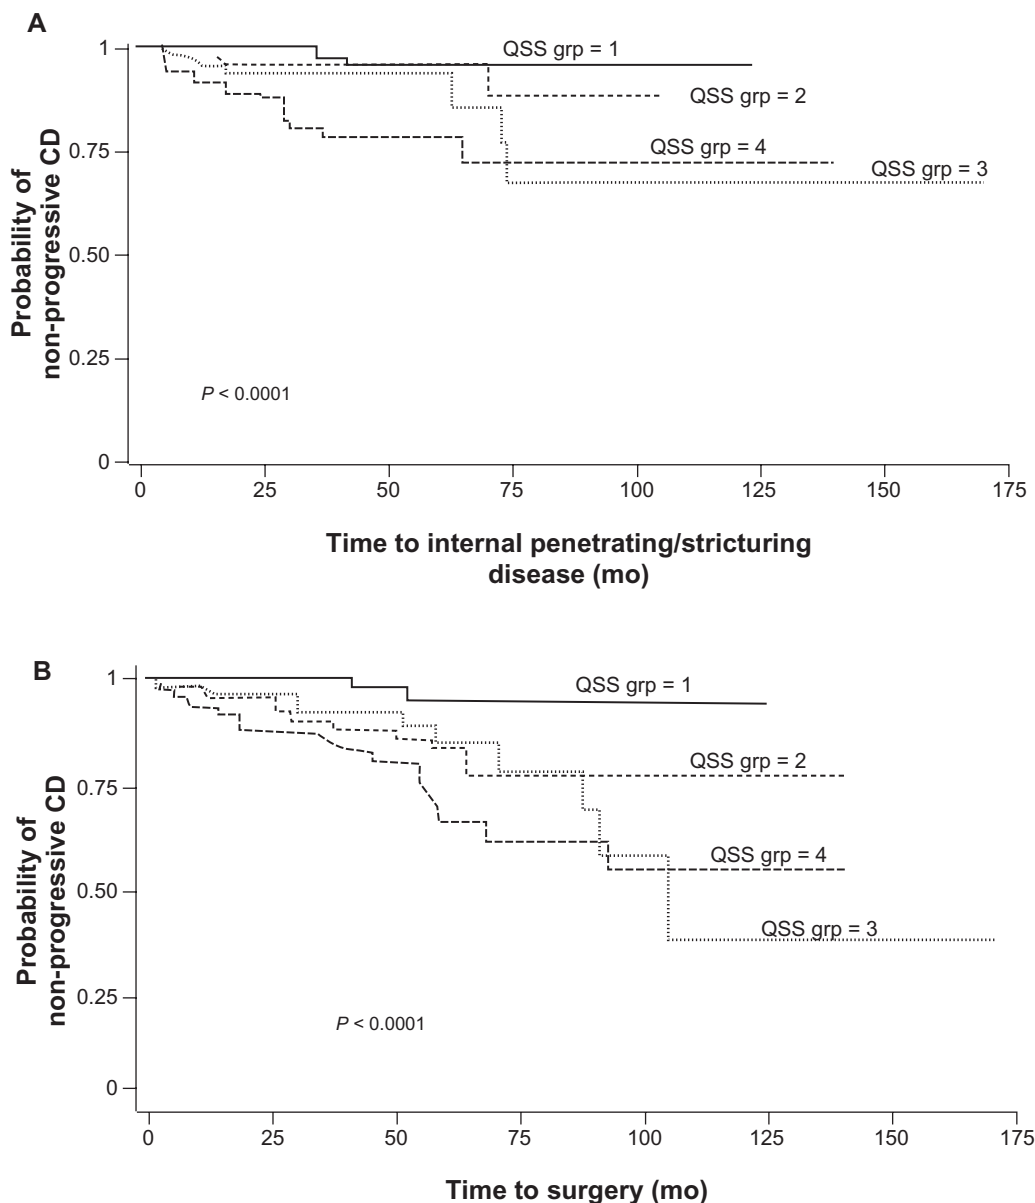 A
1
0.75
0.50
0.25
0
Probability of
non-progressive CD
QSS grp = 1
QSS grp = 2
QSS grp = 4
QSS grp = 3
P < 0.0001
0 25 50 75 100 125 150 175
Time to internal penetrating/stricturing
disease (mo)
B
1
0.75
0.50
0.25
0
Probability of
non-progressive CD
QSS grp = 1
QSS grp = 2
QSS grp = 4
QSS grp = 3
P < 0.0001
0 25 50 75 100 125 150 175
Time to surgery (mo)